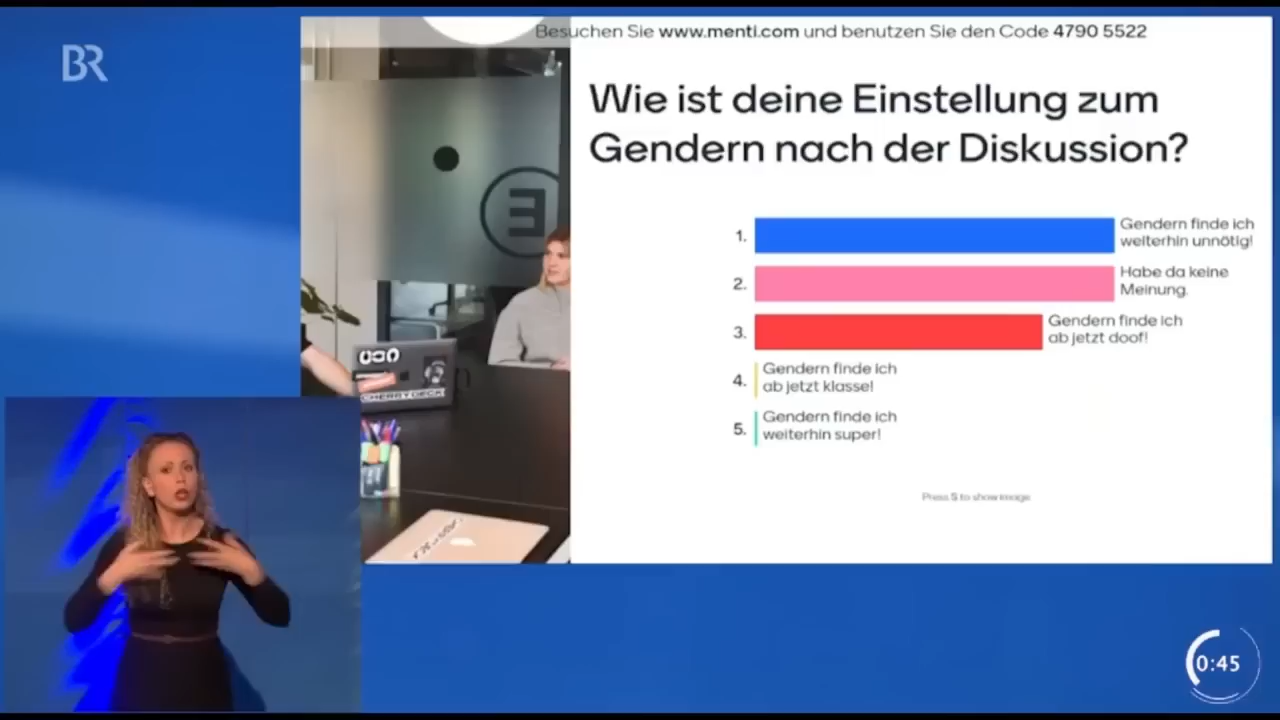 BR
Besuchen Sie www.menti.com und benutzen Sie den Code 4790 5522
Wie ist deine Einstellung zum
Gendern nach der Diskussion?
1.
Gendern finde ich
weiterhin unnötig!
2.
Habe da keine
Meinung.
3.
Gendern finde ich
ab jetzt doof!
4.
Gendern finde ich
ab jetzt klasse!
5.
Gendern finde ich
weiterhin super!
Press S to show image
CHERRYDECK
0:45